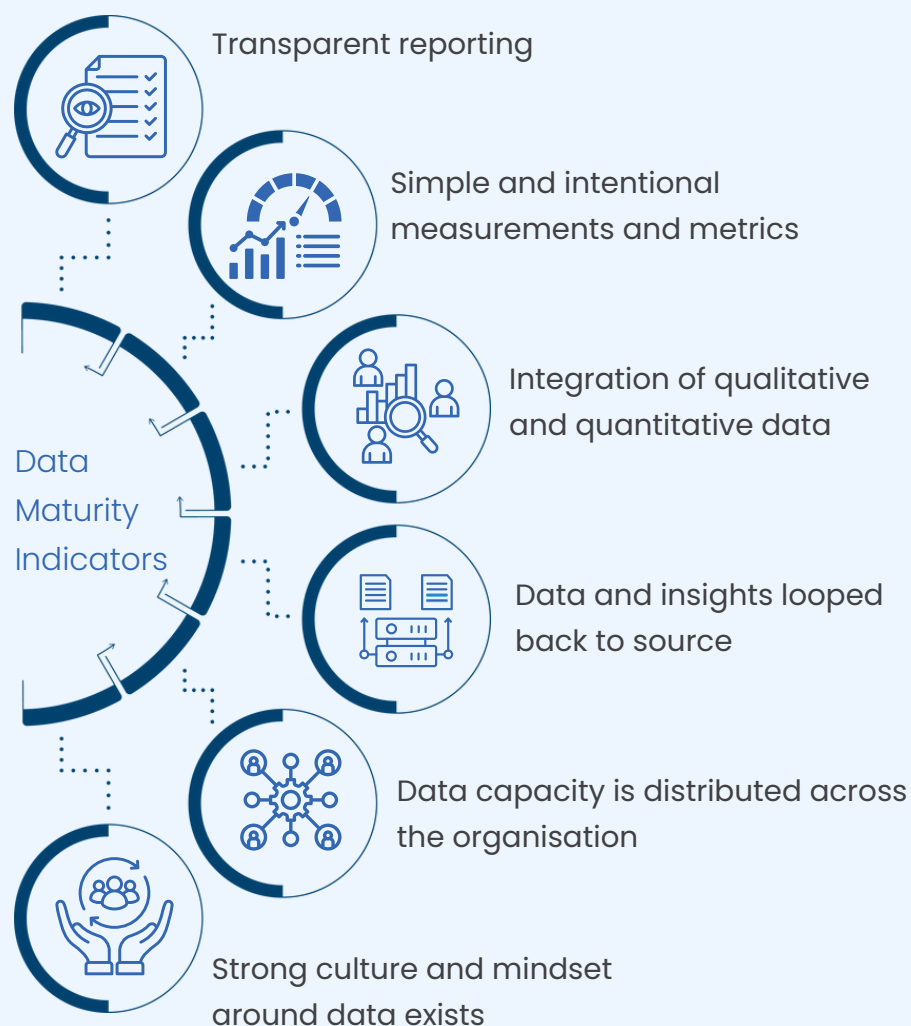 Transparent reporting
Simple and intentional
measurements and metrics
Integration of qualitative
and quantitative data
Data
Maturity
Indicators
Data and insights looped
back to source
Data capacity is distributed across
the organisation
Strong culture and mindset
around data exists